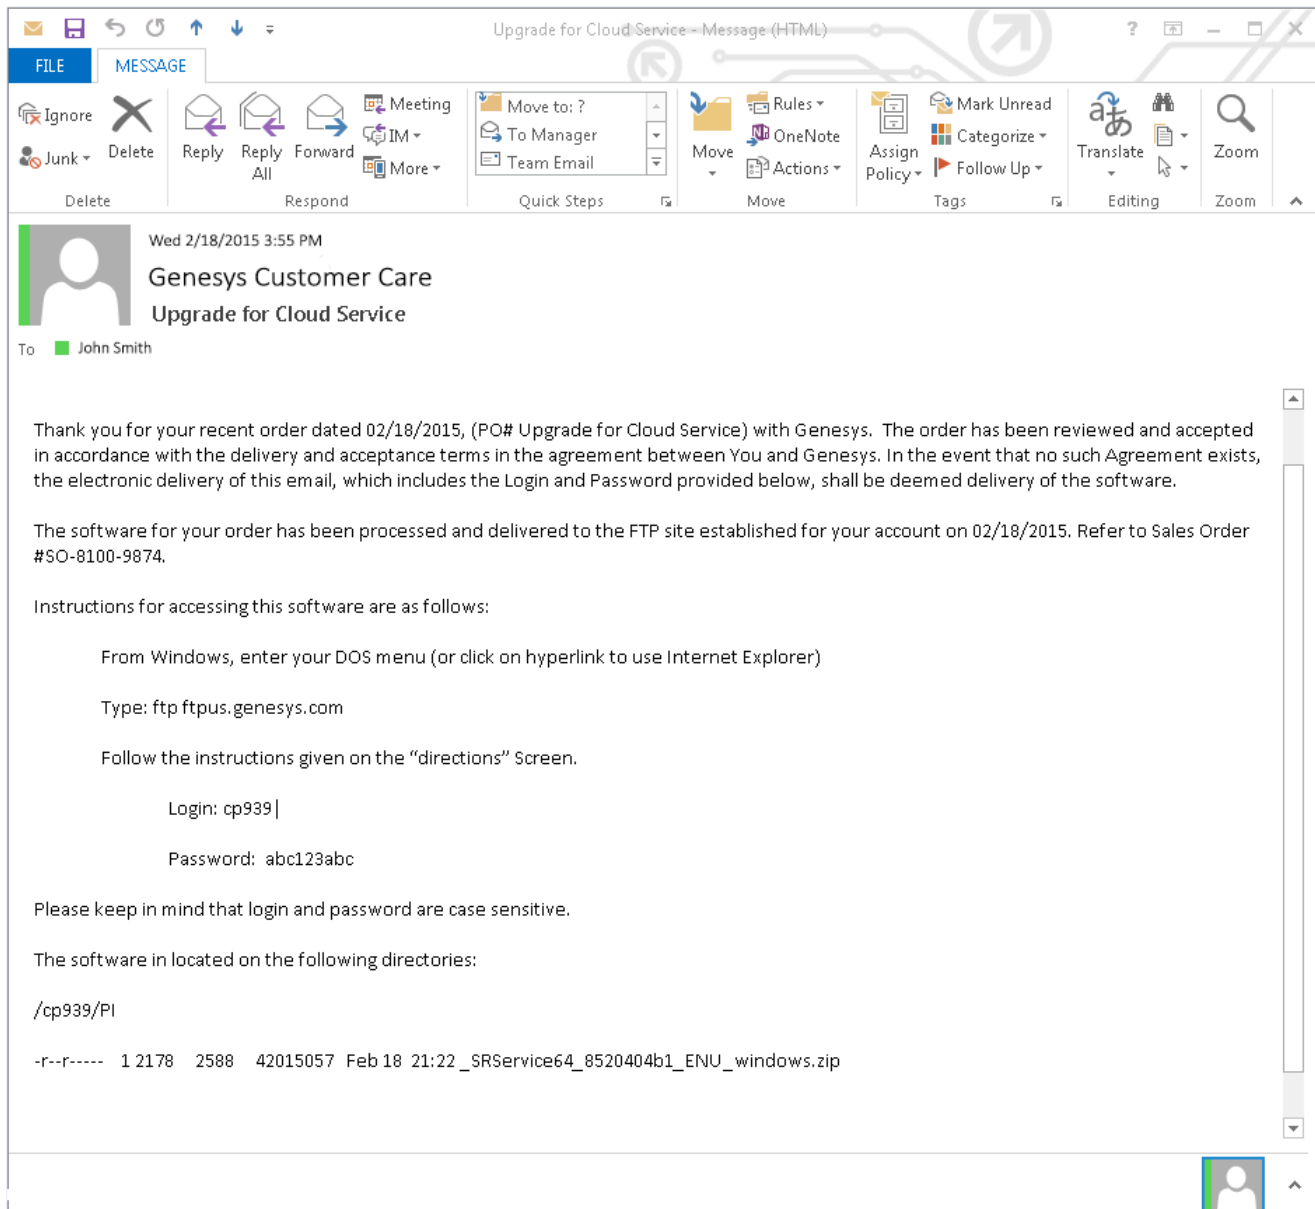 Upgrade for Cloud Service - Message (HTML)
?
FILE MESSAGE
Ignore
Junk
Delete
Reply
Reply All
Forward
Meeting
IM
More
Move to: ?
To Manager
Team Email
Move
Rules
OneNote
Actions
Assign Policy
Mark Unread
Categorize
Follow Up
Translate
Zoom
Delete Respond Quick Steps Move Tags Editing Zoom
Wed 2/18/2015 3:55 PM
Genesys Customer Care
Upgrade for Cloud Service
To John Smith
Thank you for your recent order dated 02/18/2015, (PO# Upgrade for Cloud Service) with Genesys. The order has been reviewed and accepted
in accordance with the delivery and acceptance terms in the agreement between You and Genesys. In the event that no such Agreement exists,
the electronic delivery of this email, which includes the Login and Password provided below, shall be deemed delivery of the software.
The software for your order has been processed and delivered to the FTP site established for your account on 02/18/2015. Refer to Sales Order
#SO-8100-9874.
Instructions for accessing this software are as follows:
From Windows, enter your DOS menu (or click on hyperlink to use Internet Explorer)
Type: ftp ftpus.genesys.com
Follow the instructions given on the “directions” Screen.
Login: cp939
Password: abc123abc
Please keep in mind that login and password are case sensitive.
The software in located on the following directories:
/cp939/PI
-r--r----- 1 2178 2588 42015057 Feb 18 21:22 _SRService64_8520404b1_ENU_windows.zip